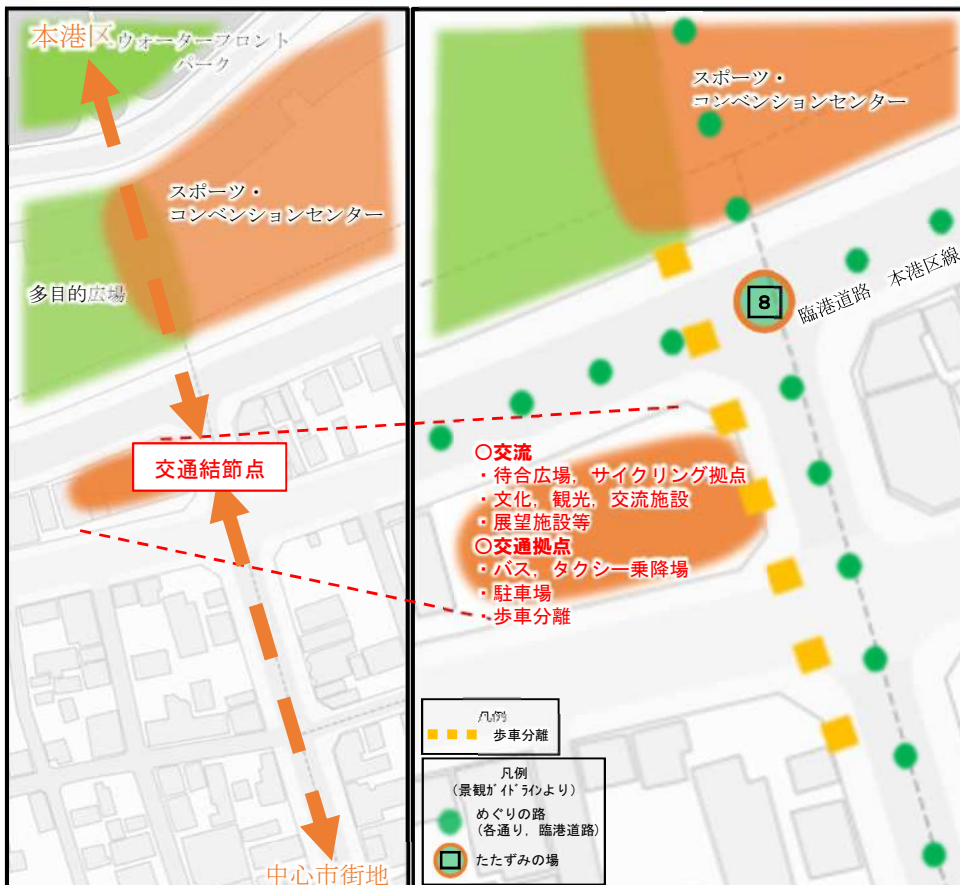 本港区
ウォーターフロント
パーク
スポーツ・
コンベンションセンター
多目的広場
交通結節点
中心市街地
スポーツ・
コンベンションセンター
8
臨港道路 本港区線
〇交流
・待合広場，サイクリング拠点
・文化，観光，交流施設
・展望施設等
〇交通拠点
・バス，タクシー乗降場
・駐車場
・歩車分離
凡例
歩車分離
凡例
（景観ガイドラインより）
めぐりの路
（各通り，臨港道路）
たたずみの場